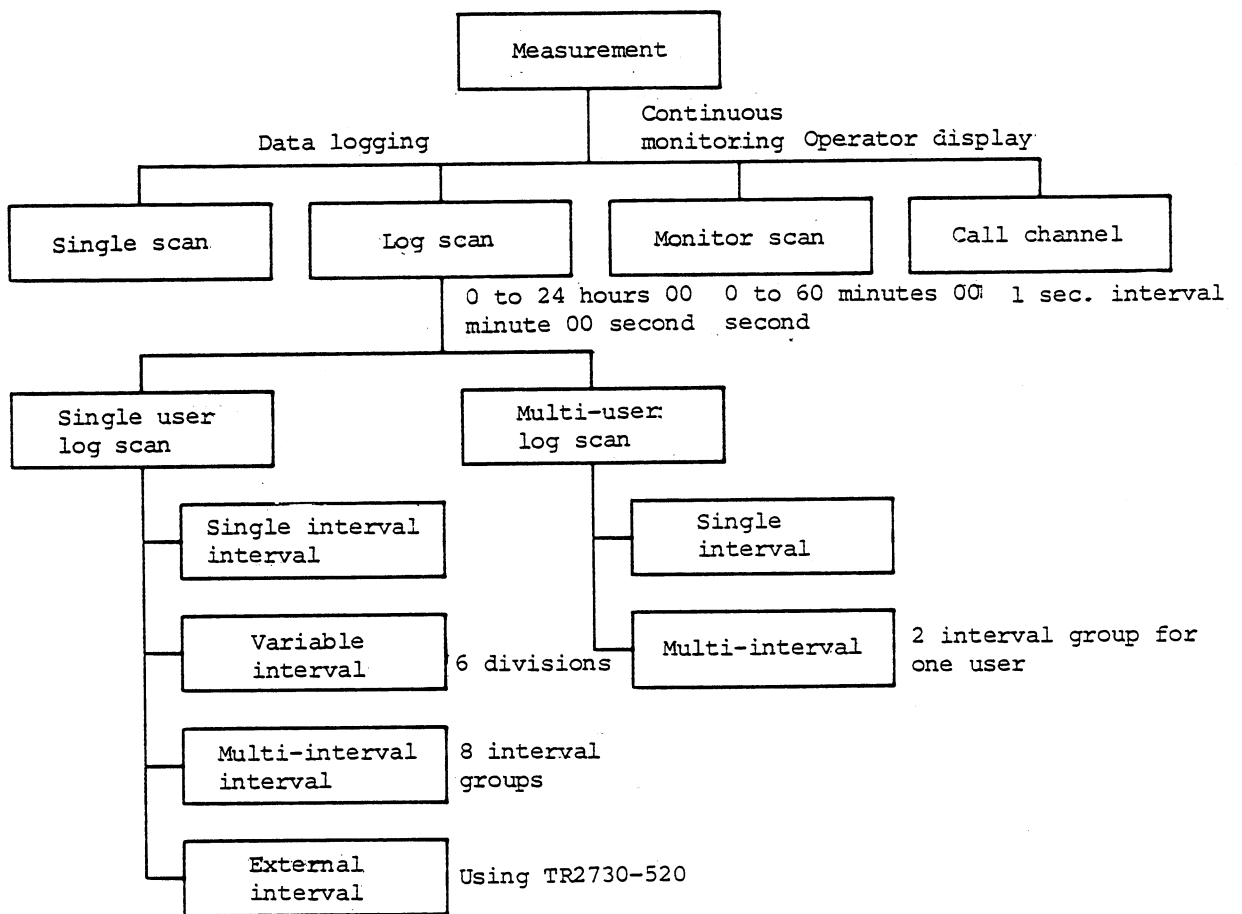 Measurement
Continuous
Data logging
monitoring Operator display
Single scan
Log scan
Monitor scan
Call channel
0 to 24 hours 00
minute 00 second
0 to 60 minutes 00
second
1 sec. interval
Single user
log scan
Multi-user
log scan
Single interval
interval
Single
interval
Variable
interval
6 divisions
Multi-interval
2 interval group for
one user
Multi-interval
interval
8 interval
groups
External
interval
Using TR2730-520